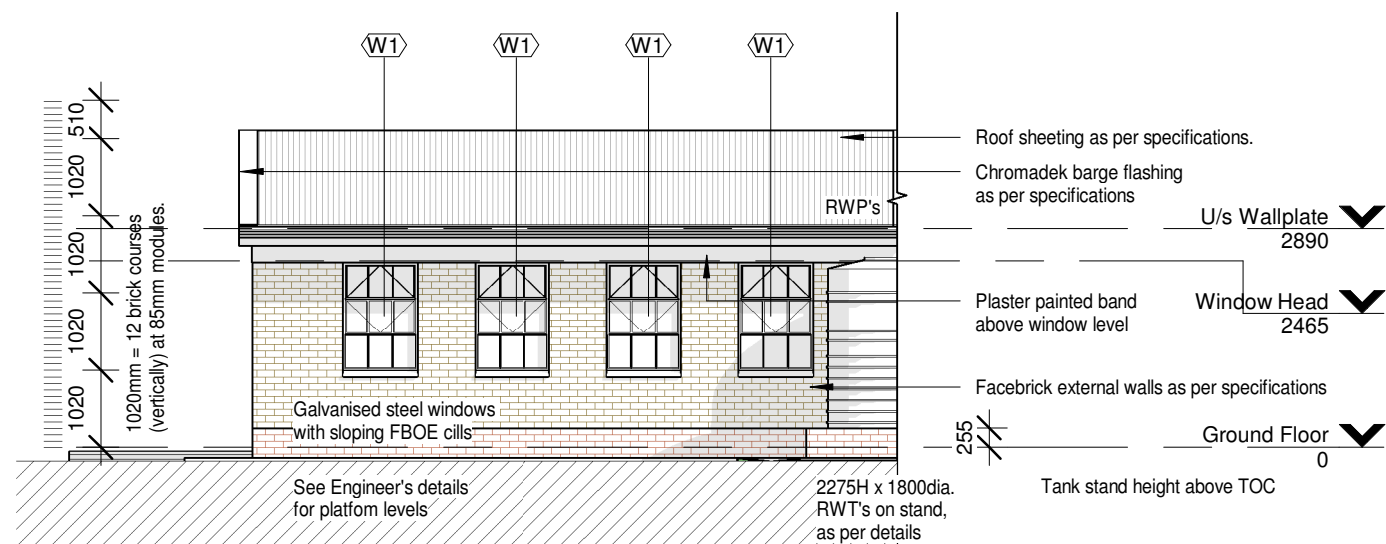 W1
W1
W1
W1
510
1020
1020
1020
1020
1020mm = 12 brick courses
(vertically) at 85mm modules.
Roof sheeting as per specifications.
Chromadek barge flashing
as per specifications
RWP's
U/s Wallplate
2890
Plaster painted band
above window level
Window Head
2465
Facebrick external walls as per specifications
Galvanised steel windows
with sloping FBOE cills
255
Ground Floor
0
See Engineer's details
for platfom levels
2275H x 1800dia.
RWT's on stand,
as per details
Tank stand height above TOC